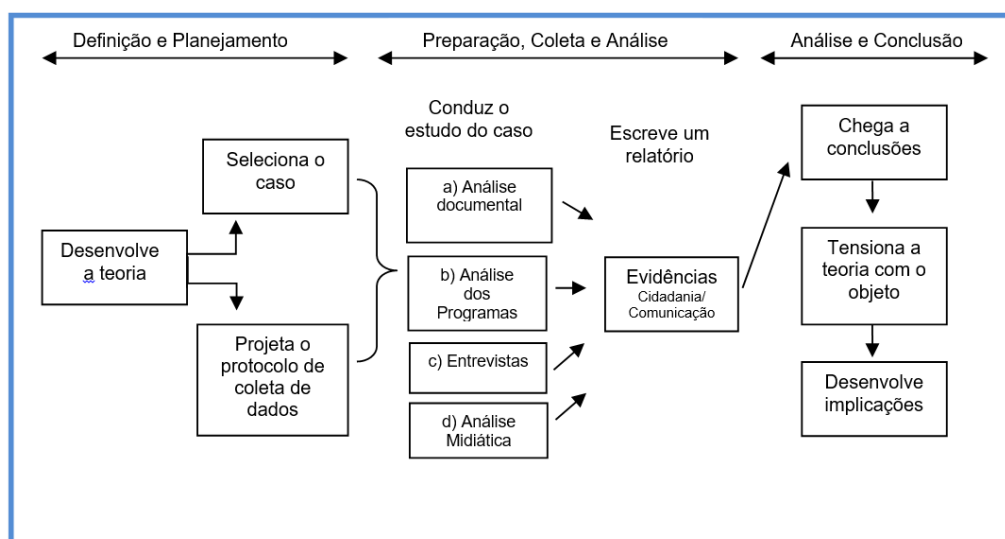 Definição e Planejamento
Preparação, Coleta e Análise
Análise e Conclusão
Desenvolve
a teoria
Seleciona o
caso
Projeta o
protocolo de
coleta de
dados
Conduz o
estudo do caso
a) Análise
documental
b) Análise
dos
Programas
c) Entrevistas
d) Análise
Midiática
Escreve um
relatório
Evidências
Cidadania/
Comunicação
Chega a
conclusões
Tensiona a
teoria com o
objeto
Desenvolve
implicações